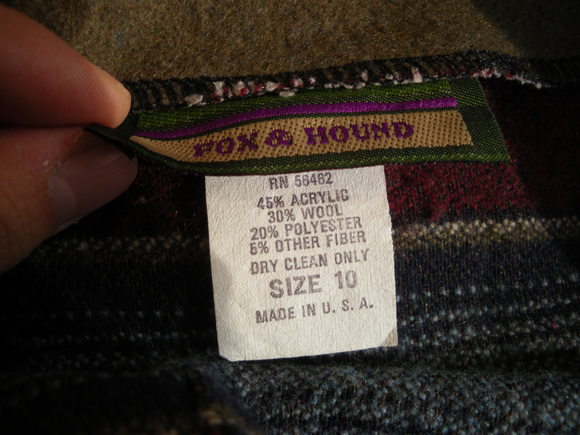 FOX & HOUND
RN 56462
45% ACRYLIC
30% WOOL
20% POLYESTER
5% OTHER FIBER
DRY CLEAN ONLY
SIZE 10
MADE IN U. S. A.